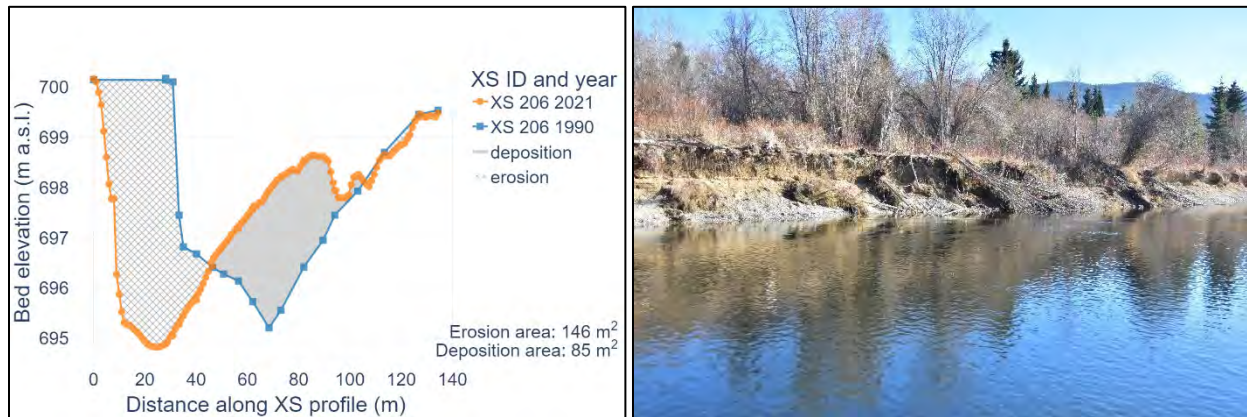 XS ID and year
XS 206 2021
XS 206 1990
deposition
erosion
Bed elevation (m a.s.l.)
700
699
698
697
696
695
Erosion area: 146 m²
Deposition area: 85 m²
0 20 40 60 80 100 120 140
Distance along XS profile (m)